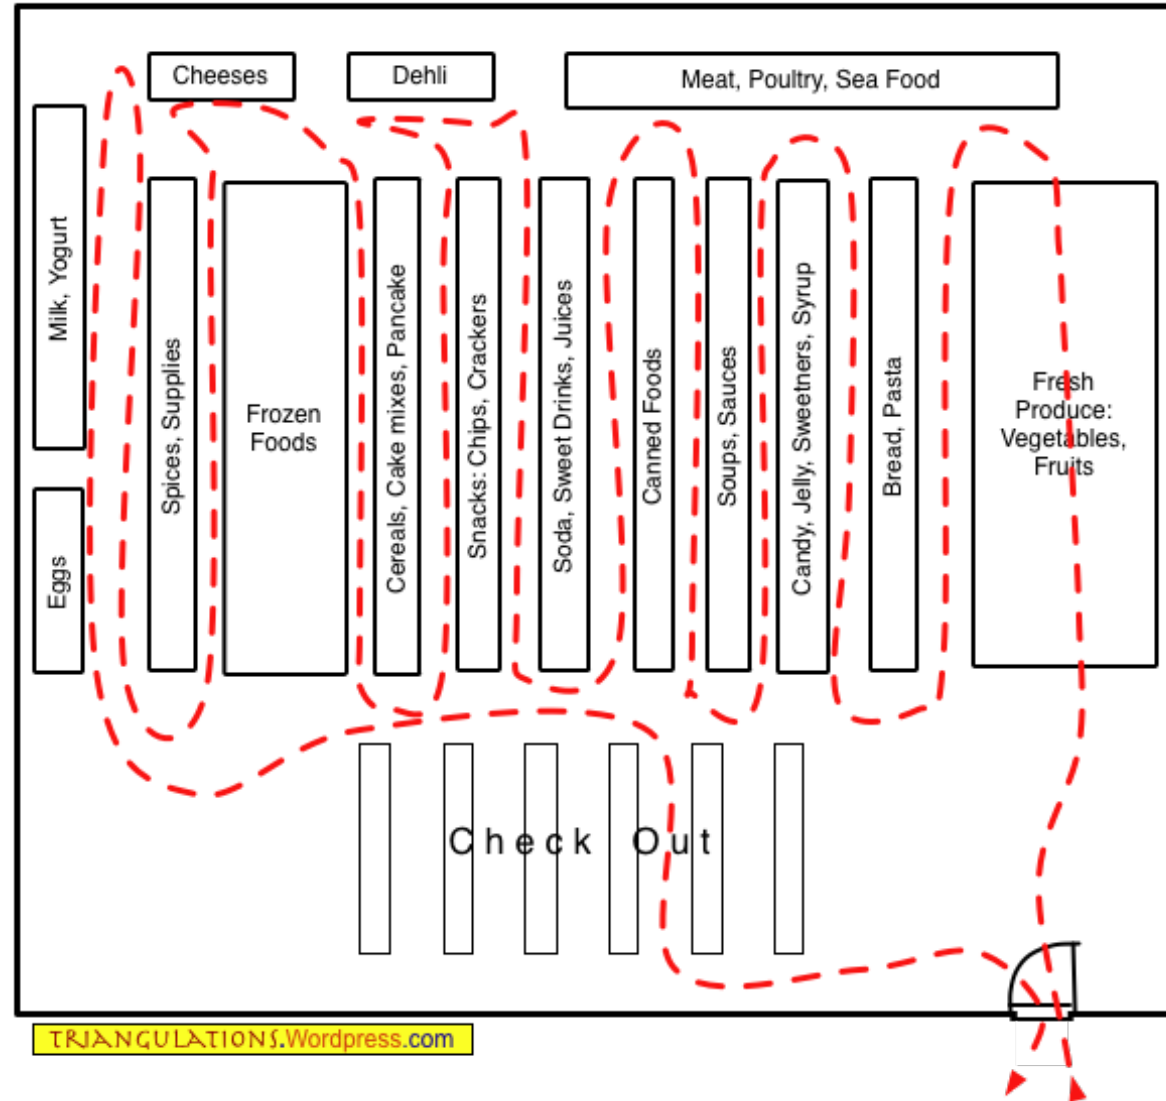 Cheeses
Dehli
Meat, Poultry, Sea Food
Milk, Yogurt
Eggs
Spices, Supplies
Frozen
Foods
Cereals, Cake mixes, Pancake
Snacks: Chips, Crackers
Soda, Sweet Drinks, Juices
Canned Foods
Soups, Sauces
Candy, Jelly, Sweetners, Syrup
Bread, Pasta
Fresh
Produce:
Vegetables,
Fruits
Check Out
TRIANGULATIONS.Wordpress.com